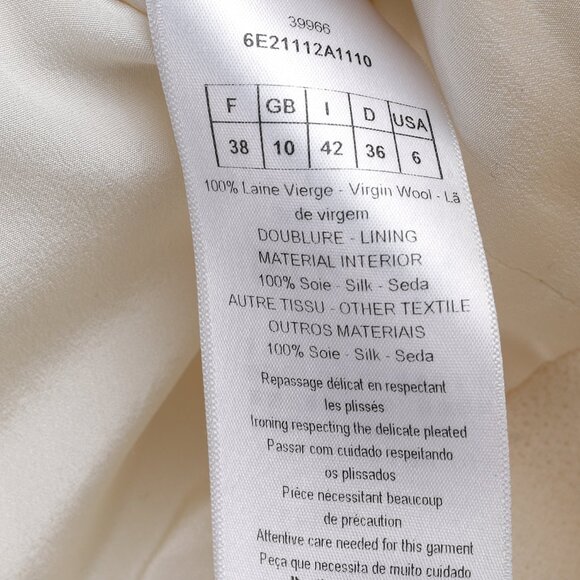 39966
6E21112A1110
F GB I D USA
38 10 42 36 6
100% Laine Vierge - Virgin Wool - Lã
de virgem
DOUBLURE - LINING
MATERIAL INTERIOR
100% Soie - Silk - Seda
AUTRE TISSU - OTHER TEXTILE
OUTROS MATERIAIS
100% Soie - Silk - Seda
Repassage délicat en respectant
les plissés
Ironing respecting the delicate pleated
Passar com cuidado respeitando
os plissados
Pièce necessitant beaucoup
de précaution
Attentive care needed for this garment
Peça que necessita de muito cuidado